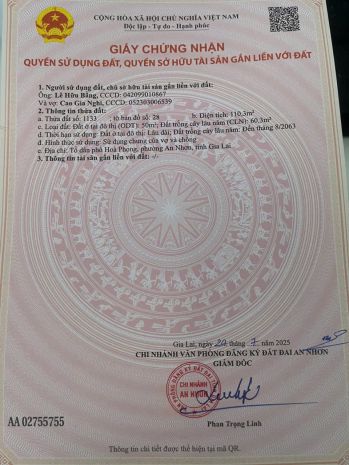 CỘNG HÒA XÃ HỘI CHỦ NGHĨA VIỆT NAM
Độc lập - Tự do - Hạnh phúc
GIẤY CHỨNG NHẬN
QUYỀN SỬ DỤNG ĐẤT, QUYỀN SỞ HỮU TÀI SẢN GẮN LIỀN VỚI ĐẤT
1. Người sử dụng đất, chủ sở hữu tài sản gắn liền với đất:
Ông: Lê Hữu Bằng, CCCD: 042099010867
Và vợ: Cao Gia Nghi, CCCD: 052303006539
2. Thông tin thửa đất:
a. Thửa đất số: 1133 ; tờ bản đồ số: 28 b. Diện tích: 110,3m²
c. Loại đất: Đất ở tại đô thị (ODT): 50m²; Đất trồng cây lâu năm (CLN): 60,3m²
d. Thời hạn sử dụng: Đất ở tại đô thị: Lâu dài; Đất trồng cây lâu năm: Đến tháng 8/2063
đ. Hình thức sử dụng: Sử dụng chung của vợ và chồng
e. Địa chỉ: Tổ dân phố Hoà Phong, phường An Nhơn, tỉnh Gia Lai
3. Thông tin tài sản gắn liền với đất: -/-
Gia Lai, ngày 7 năm 2025
CHI NHÁNH VĂN PHÒNG ĐĂNG KÝ ĐẤT ĐAI AN NHƠN
GIÁM ĐỐC
CHI NHÁNH
AN NHƠN
AA 02755755
Phan Trọng Linh
Thông tin chi tiết được thể hiện tại mã QR.